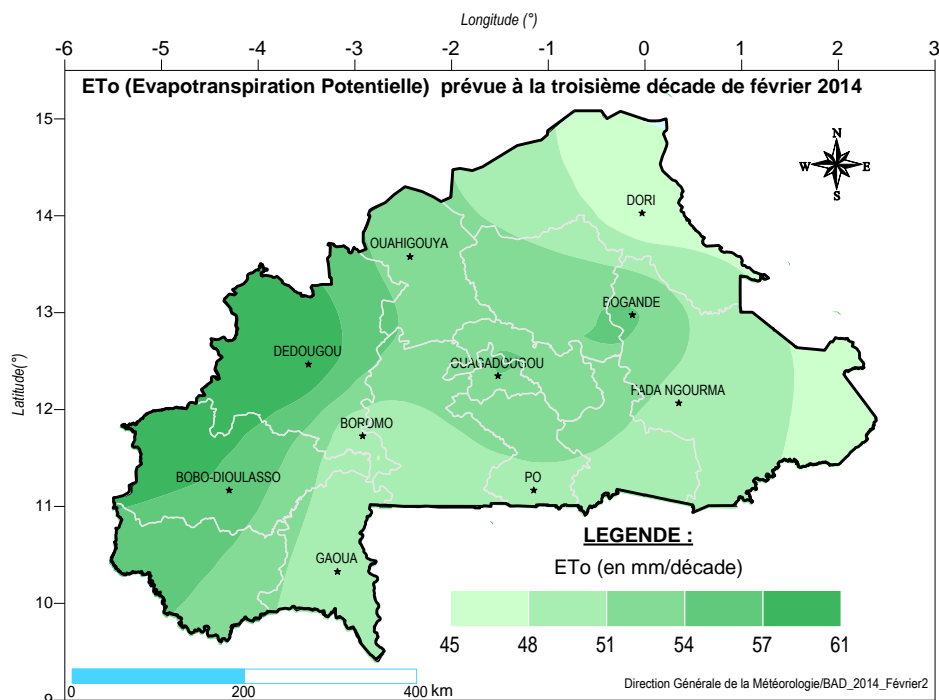 Longitude (°)
-6 -5 -4 -3 -2 -1 0 1 2 3
ETo (Evapotranspiration Potentielle) prévue à la troisième décade de février 2014
15
N
W E
S
DORI
14
OUAHIGOUYA
BOGANDE
13
DEDOUGOU
OUAGADOUGOU
Latitude(°)
FADA NGOURMA
12
BOROMO
BOBO-DIOULASSO
PO
11
LEGENDE :
GAOUA
ETo (en mm/décade)
10
45 48 51 54 57 61
9
0 200 400 km
Direction Générale de la Météorologie/BAD_2014_Février2